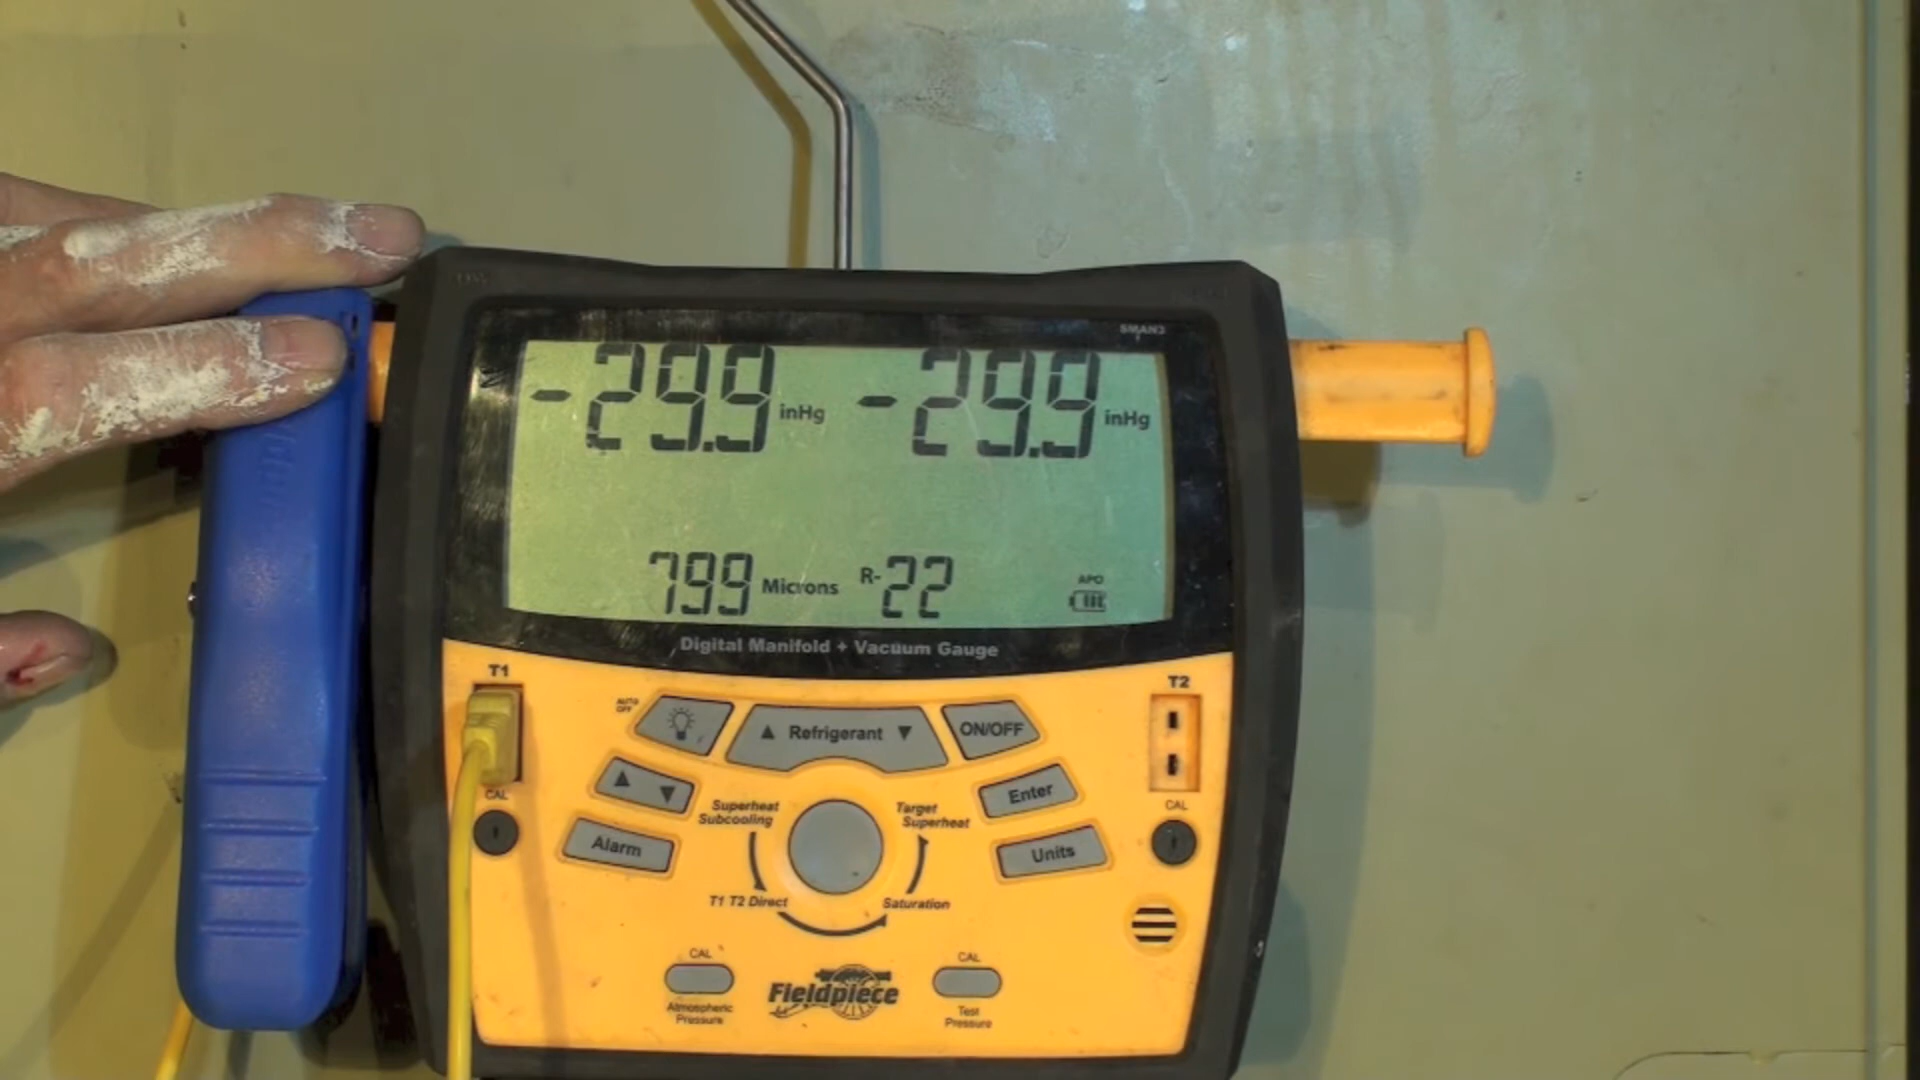 SMAN3
-29.9 inHg -29.9 inHg
799 Microns R-22 APO
Digital Manifold + Vacuum Gauge
T1
T2
AUTO OFF
▲ Refrigerant ▼
ON/OFF
▲ ▼
Enter
CAL
Superheat
Subcooling
Target
Superheat
CAL
Alarm
Units
T1 T2 Direct
Saturation
CAL
Atmospheric
Pressure
Fieldpiece
CAL
Test
Pressure